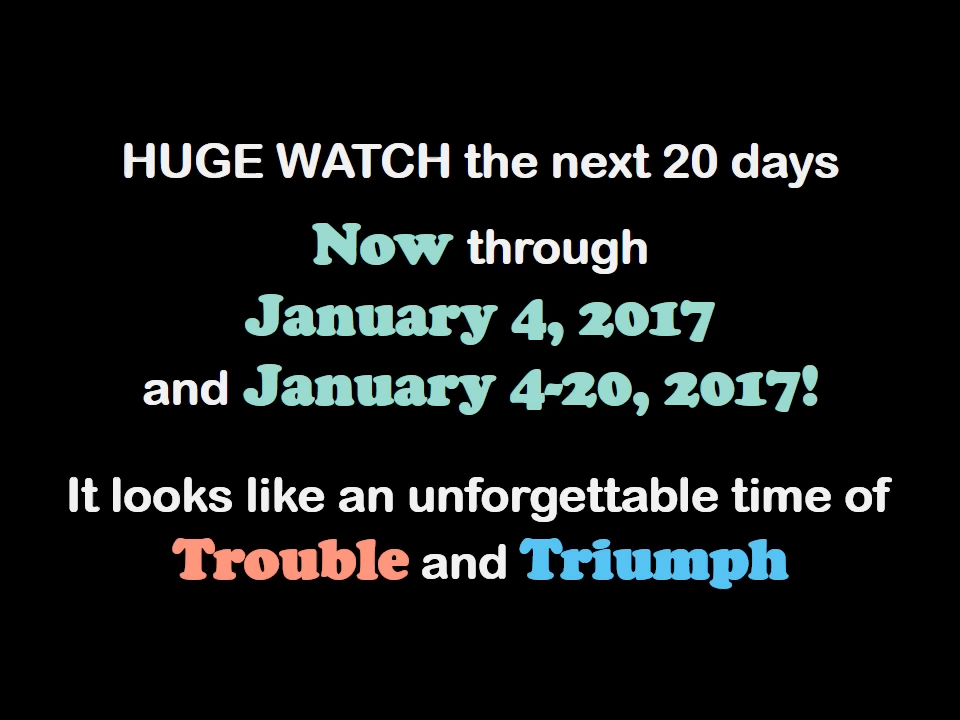 HUGE WATCH the next 20 days
Now through
January 4, 2017
and January 4-20, 2017!
It looks like an unforgettable time of
Trouble and Triumph